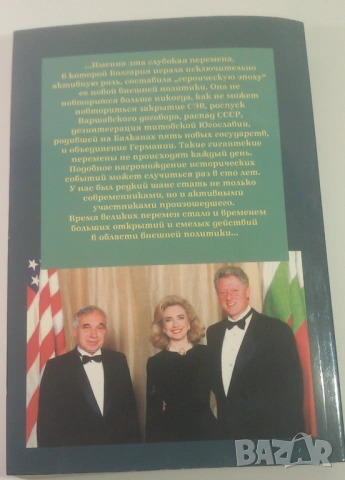 ...Именно эта глубокая перемена,
в которой Болгария играла исключительно
активную роль, составила „героическую эпоху”
ее новой внешней политики. Она не
повторится больше никогда, как не может
повториться закрытие СЭВ, роспуск
Варшавского договора, распад СССР,
дезинтеграция титовской Югославии,
родившей на Балканах пять новых государств,
и объединение Германии. Такие гигантские
перемены не происходят каждый день.
Подобное нагромождение исторических
событий может случиться раз в сто лет.
У нас был редкий шанс стать не только
современниками, но и активными
участниками произошедшего.
Время великих перемен стало и временем
больших открытий и смелых действий
в области внешней политики...
BAZAR
bg